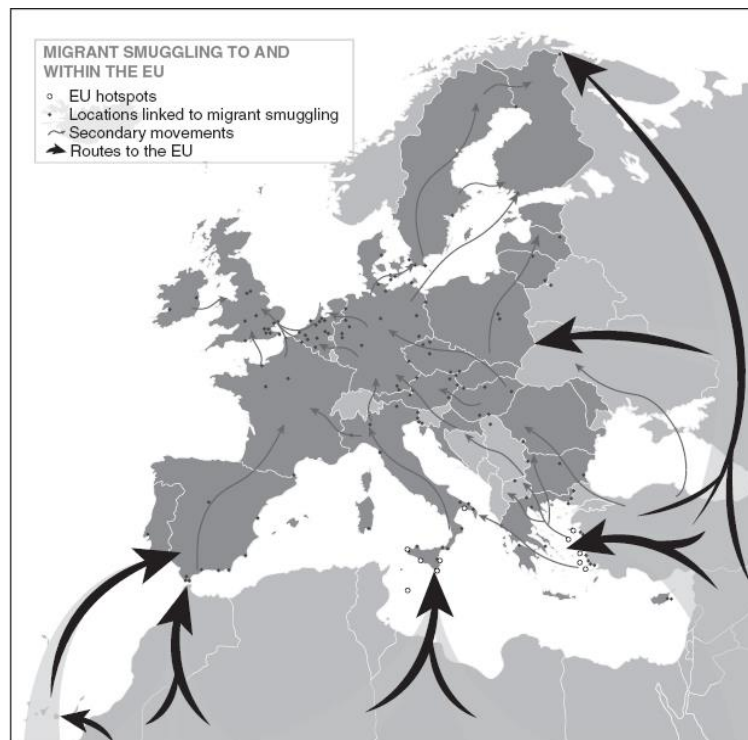 MIGRANT SMUGGLING TO AND
WITHIN THE EU
EU hotspots
Locations linked to migrant smuggling
Secondary movements
Routes to the EU